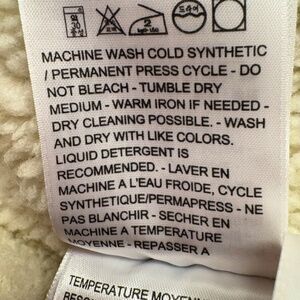 MACHINE WASH COLD SYNTHETIC
/ PERMANENT PRESS CYCLE - DO
NOT BLEACH - TUMBLE DRY
MEDIUM - WARM IRON IF NEEDED -
DRY CLEANING POSSIBLE. - WASH
AND DRY WITH LIKE COLORS.
LIQUID DETERGENT IS
RECOMMENDED. - LAVER EN
MACHINE A L'EAU FROIDE, CYCLE
SYNTHETIQUE/PERMAPRESS - NE
PAS BLANCHIR - SECHER EN
MACHINE A TEMPERATURE
MOYENNE - REPASSER A
TEMPERATURE MOYENNE